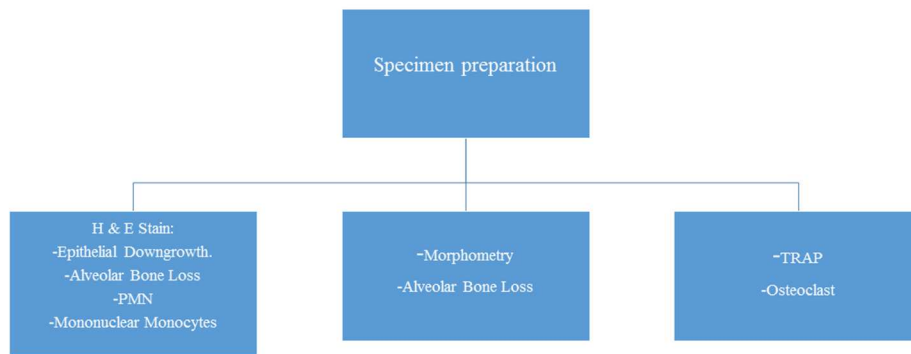 Specimen preparation
H & E Stain:
-Epithelial Downgrowth.
-Alveolar Bone Loss
-PMN
-Mononuclear Monocytes
-Morphometry
-Alveolar Bone Loss
-TRAP
-Osteoclast